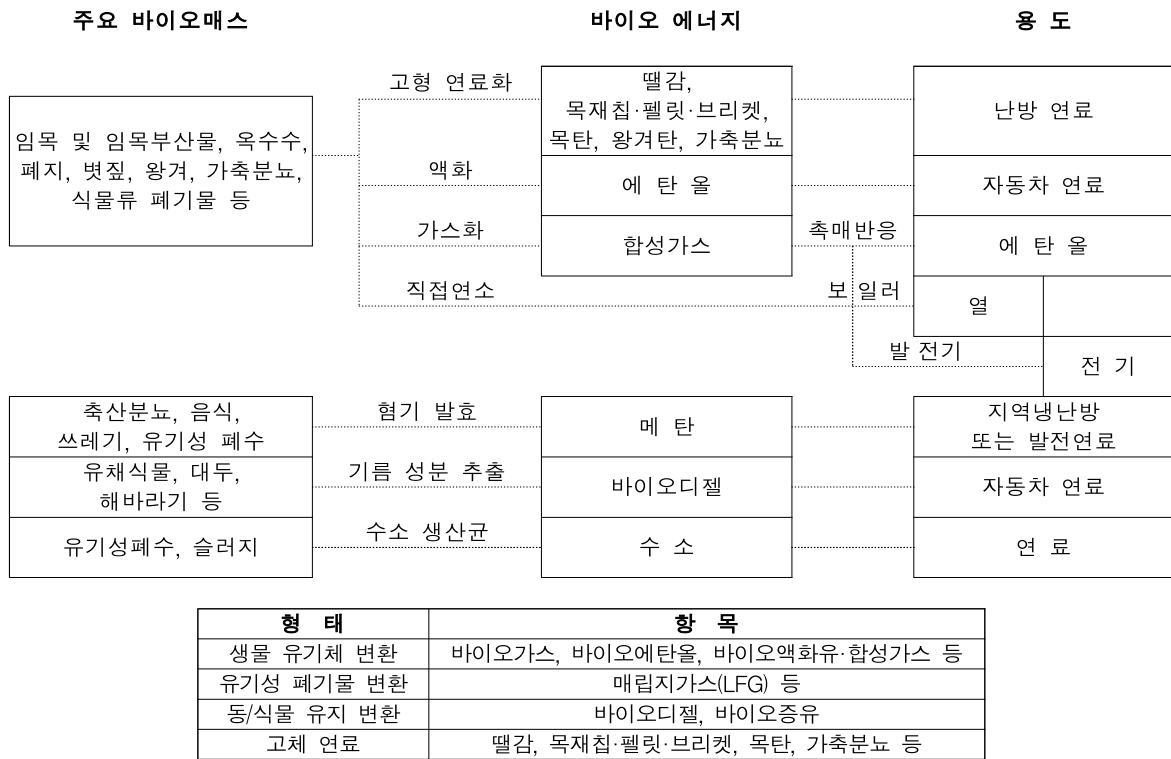 주요 바이오매스 바이오 에너지 용 도
고형 연료화
임목 및 임목부산물, 옥수수,
폐지, 볏짚, 왕겨, 가축분뇨,
식물류 폐기물 등
땔감,
목재칩·펠릿·브리켓,
목탄, 왕겨탄, 가축분뇨
난방 연료
액화
에 탄 올
자동차 연료
가스화
합성가스
촉매반응
에 탄 올
직접연소
보 일러
열
발 전기
전 기
축산분뇨, 음식,
쓰레기, 유기성 폐수
혐기 발효
메 탄
지역냉난방
또는 발전연료
유채식물, 대두,
해바라기 등
기름 성분 추출
바이오디젤
자동차 연료
유기성폐수, 슬러지
수소 생산균
수 소
연 료
형 태 항 목
생물 유기체 변환 바이오가스, 바이오에탄올, 바이오액화유·합성가스 등
유기성 폐기물 변환 매립지가스(LFG) 등
동/식물 유지 변환 바이오디젤, 바이오증유
고체 연료 땔감, 목재칩·펠릿·브리켓, 목탄, 가축분뇨 등